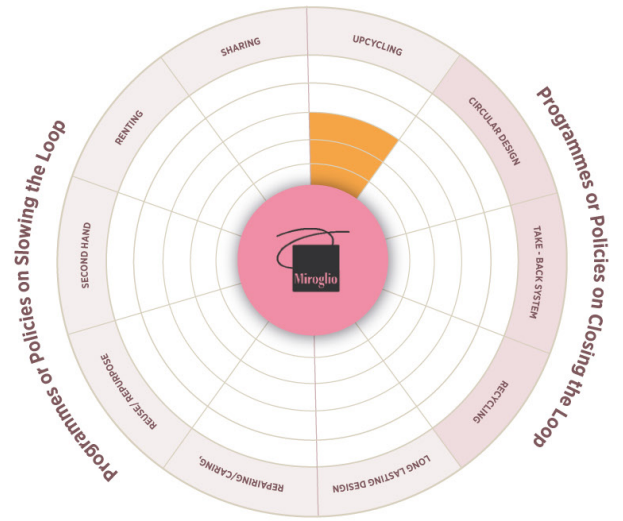 Programmes or Policies on Slowing the Loop
Programmes or Policies on Closing the Loop
SHARING
UPCYCLING
CIRCULAR DESIGN
TAKE - BACK SYSTEM
RECYCLING
LONG LASTING DESIGN
REPAIRING/CARING,
REUSE/ REPURPOSE
SECOND HAND
RENTING
Miroglio